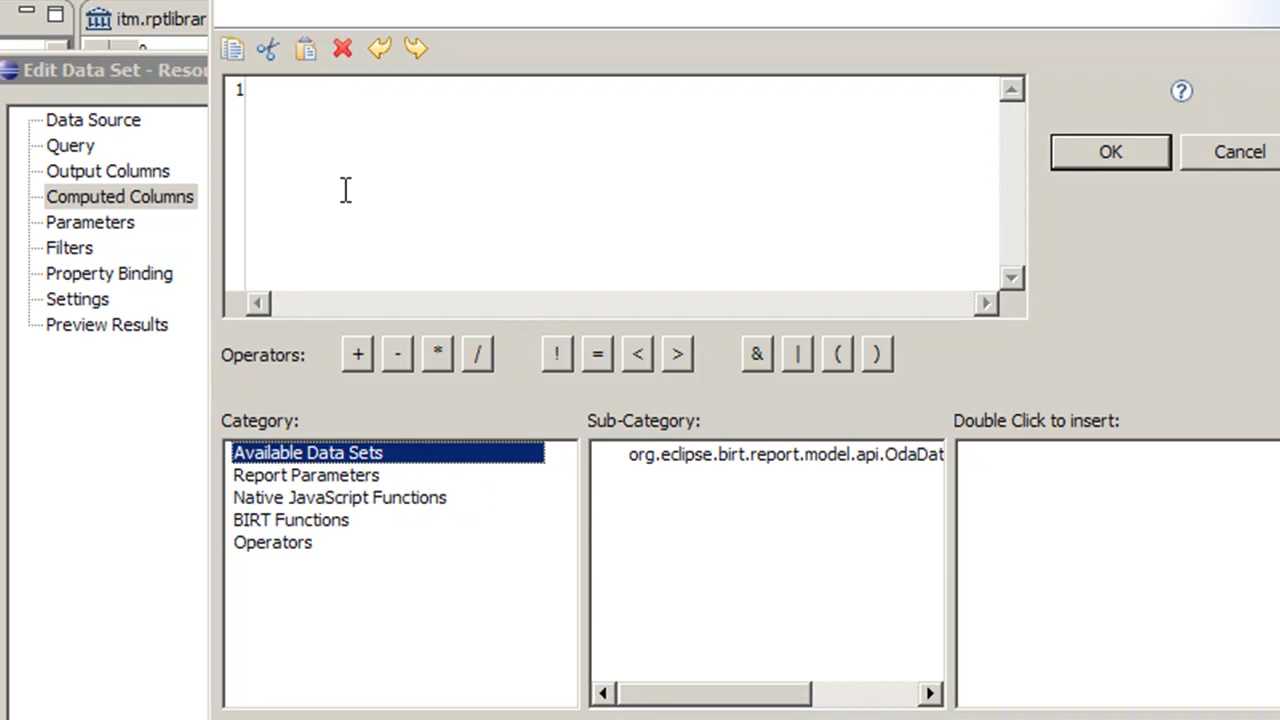 itm.rptlibrar
Edit Data Set - Reso
Data Source
Query
Output Columns
Computed Columns
Parameters
Filters
Property Binding
Settings
Preview Results
1
?
OK
Cancel
Operators: + - * / ! = < > & | ( )
Category:
Available Data Sets
Report Parameters
Native JavaScript Functions
BIRT Functions
Operators
Sub-Category:
org.eclipse.birt.report.model.api.OdaDat
Double Click to insert: